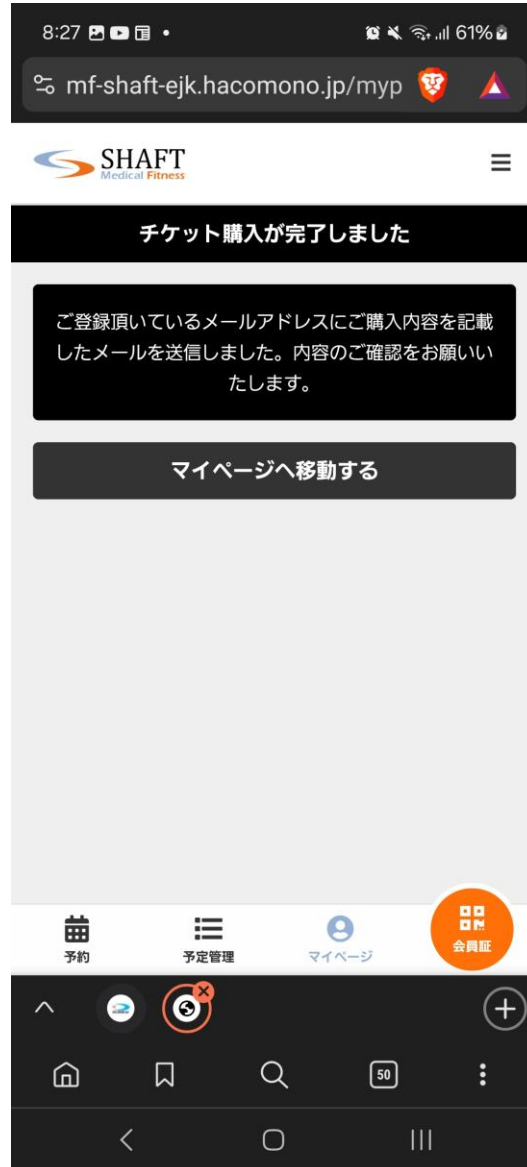 8:27
61%
mf-shaft-ejk.hacomono.jp/myp
SHAFT
Medical Fitness
チケット購入が完了しました
ご登録頂いているメールアドレスにご購入内容を記載
したメールを送信しました。内容のご確認をお願いい
たします。
マイページへ移動する
予約
予定管理
マイページ
会員証
50